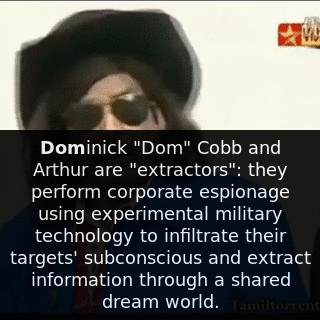 Dominick "Dom" Cobb and
Arthur are "extractors": they
perform corporate espionage
using experimental military
technology to infiltrate their
targets' subconscious and extract
information through a shared
dream world.
Tamiltorrent